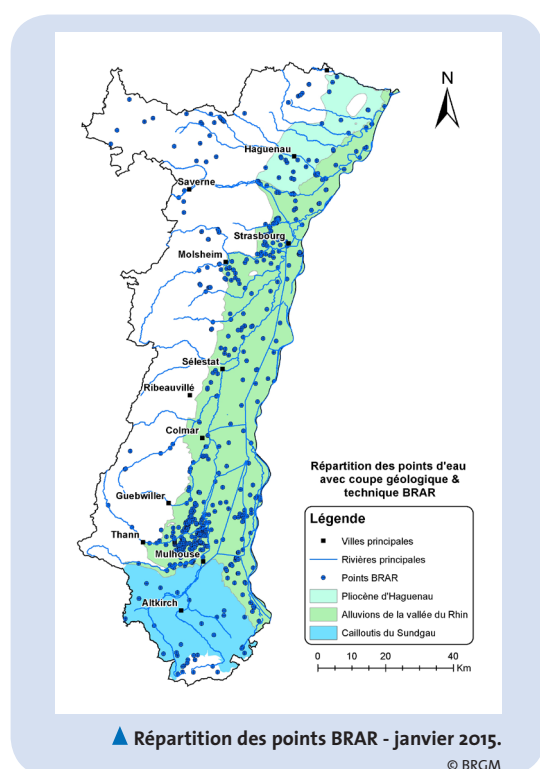 N
Haguenau
Saverne
Strasbourg
Molsheim
Sélestat
Ribeauvillé
Colmar
Guebwiller
Thann
Mulhouse
Altkirch
Répartition des points d'eau
avec coupe géologique &
technique BRAR
Légende
Villes principales
Rivières principales
Points BRAR
Pliocène d'Haguenau
Alluvions de la vallée du Rhin
Cailloutis du Sundgau
0 10 20 30 40
Km
Répartition des points BRAR - janvier 2015.
© BRGM